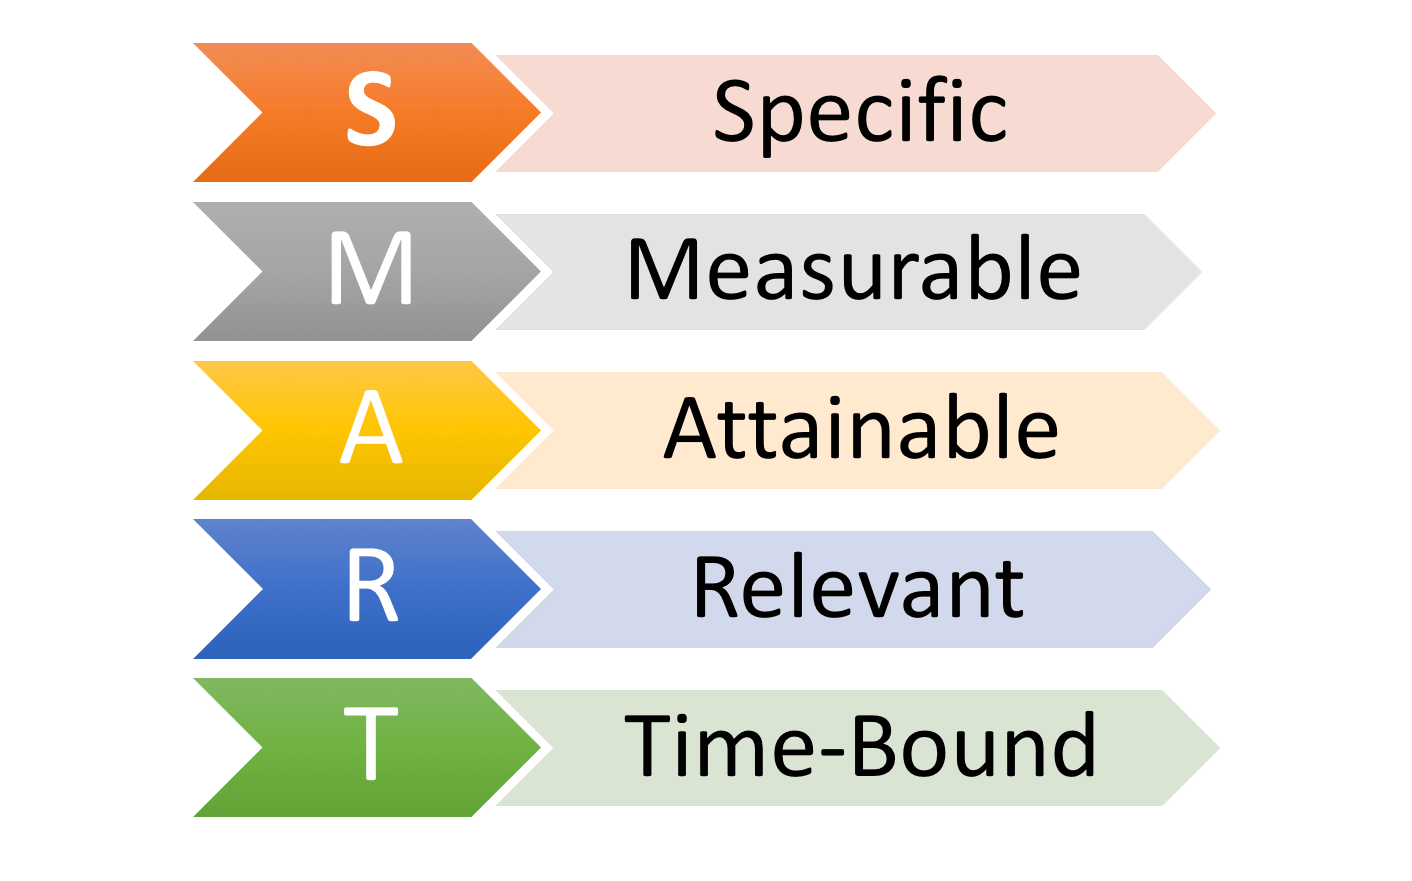 S Specific
M Measurable
A Attainable
R Relevant
T Time-Bound